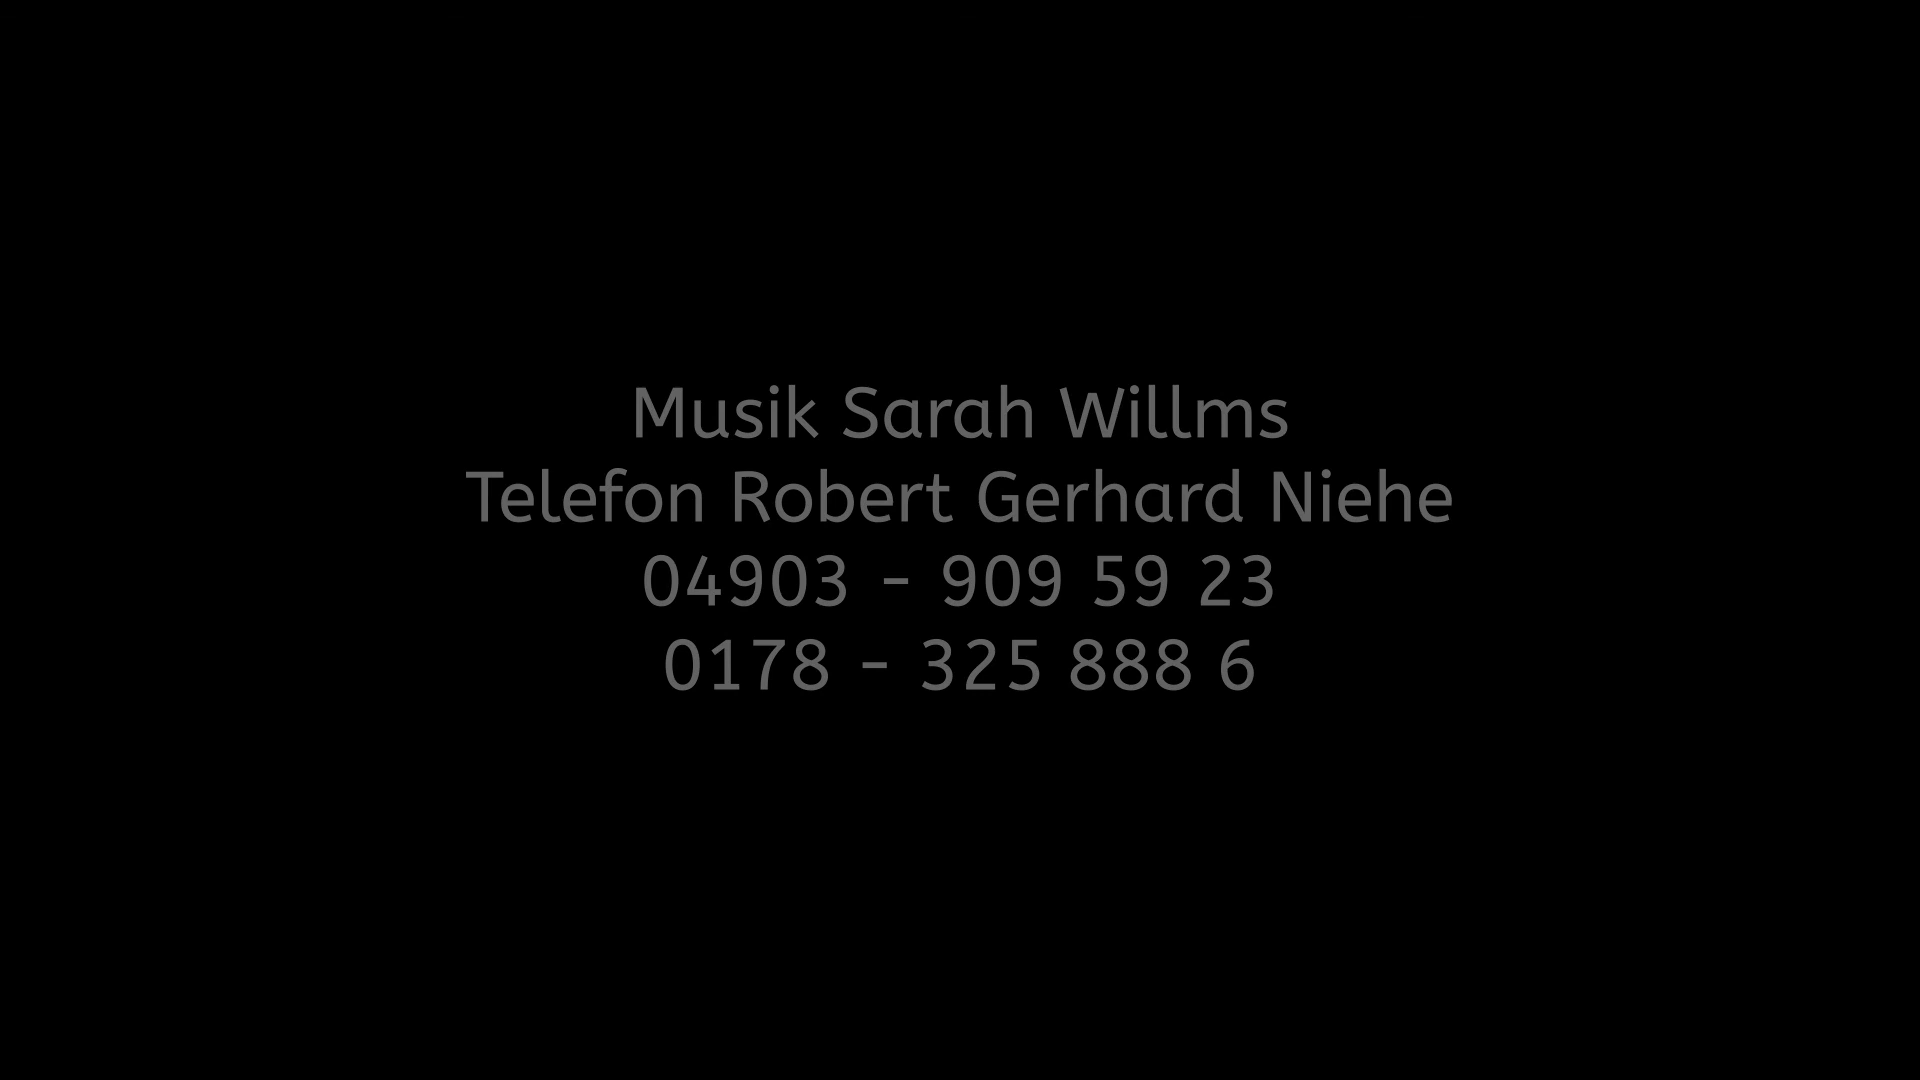 Musik Sarah Willms
Telefon Robert Gerhard Niehe
04903 - 909 59 23
0178 - 325 888 6